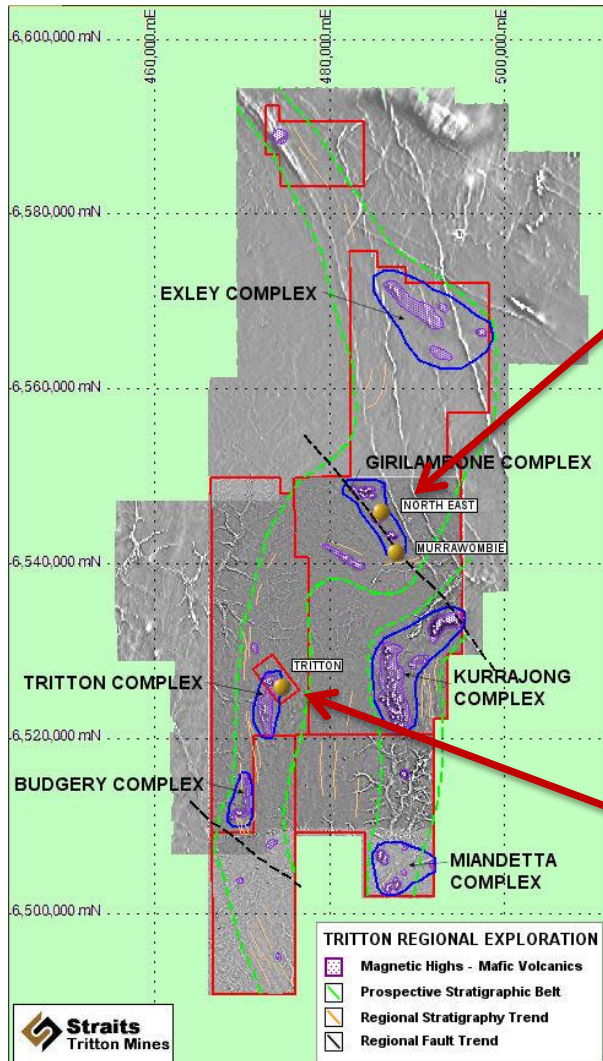 460,000 mE
480,000 mE
500,000 mE
6,600,000 mN
6,580,000 mN
EXLEY COMPLEX
6,560,000 mN
GIRILAMBONE COMPLEX
NORTH EAST
MURRAWOMBIE
6,540,000 mN
TRITTON
TRITTON COMPLEX
KURRAJONG
COMPLEX
6,520,000 mN
BUDGERY COMPLEX
MIANDETTA
COMPLEX
6,500,000 mN
TRITTON REGIONAL EXPLORATION
Magnetic Highs - Mafic Volcanics
Prospective Stratigraphic Belt
Regional Stratigraphy Trend
Regional Fault Trend
Straits
Tritton Mines